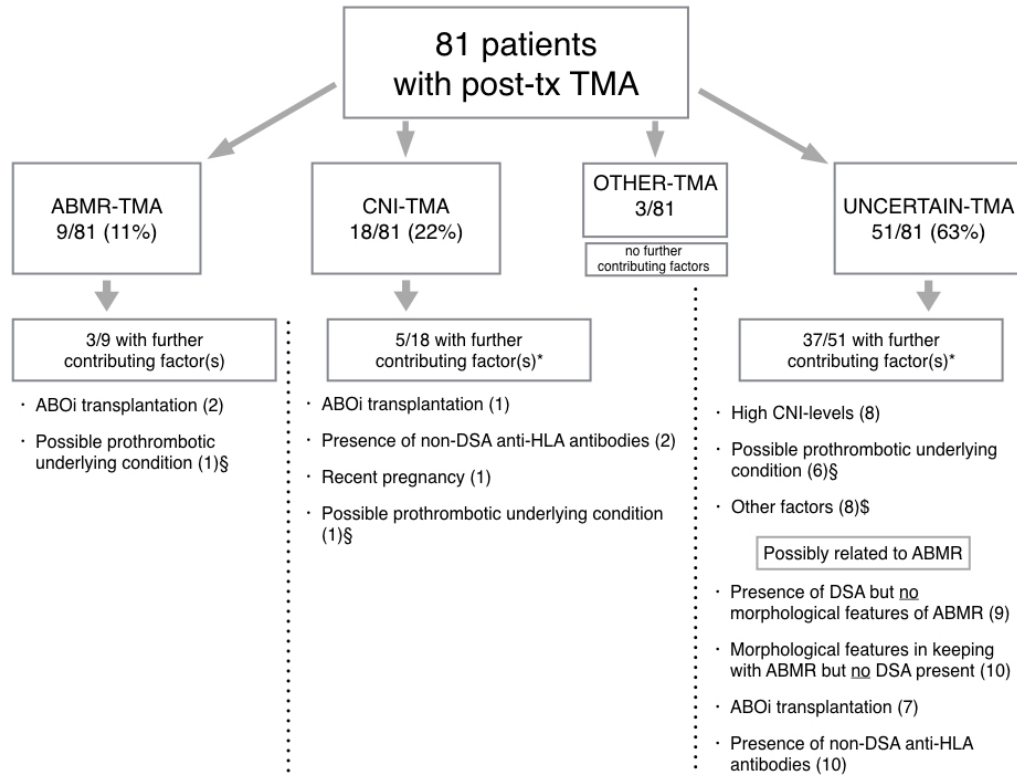 81 patients
with post-tx TMA
ABMR-TMA
9/81 (11%)
CNI-TMA
18/81 (22%)
OTHER-TMA
3/81
no further
contributing factors
UNCERTAIN-TMA
51/81 (63%)
3/9 with further
contributing factor(s)
· ABOi transplantation (2)
· Possible prothrombotic
underlying condition (1)§
5/18 with further
contributing factor(s)*
· ABOi transplantation (1)
· Presence of non-DSA anti-HLA antibodies (2)
· Recent pregnancy (1)
· Possible prothrombotic underlying condition
(1)§
37/51 with further
contributing factor(s)*
· High CNI-levels (8)
· Possible prothrombotic underlying
condition (6)§
· Other factors (8)$
Possibly related to ABMR
· Presence of DSA but no
morphological features of ABMR (9)
· Morphological features in keeping
with ABMR but no DSA present (10)
· ABOi transplantation (7)
· Presence of non-DSA anti-HLA
antibodies (10)